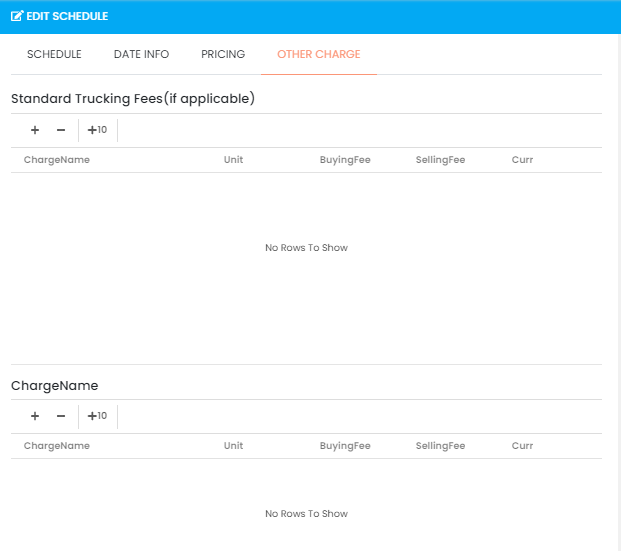 EDIT SCHEDULE
SCHEDULE DATE INFO PRICING OTHER CHARGE
Standard Trucking Fees(if applicable)
+ − +10
ChargeName Unit BuyingFee SellingFee Curr
No Rows To Show
ChargeName
+ − +10
ChargeName Unit BuyingFee SellingFee Curr
No Rows To Show